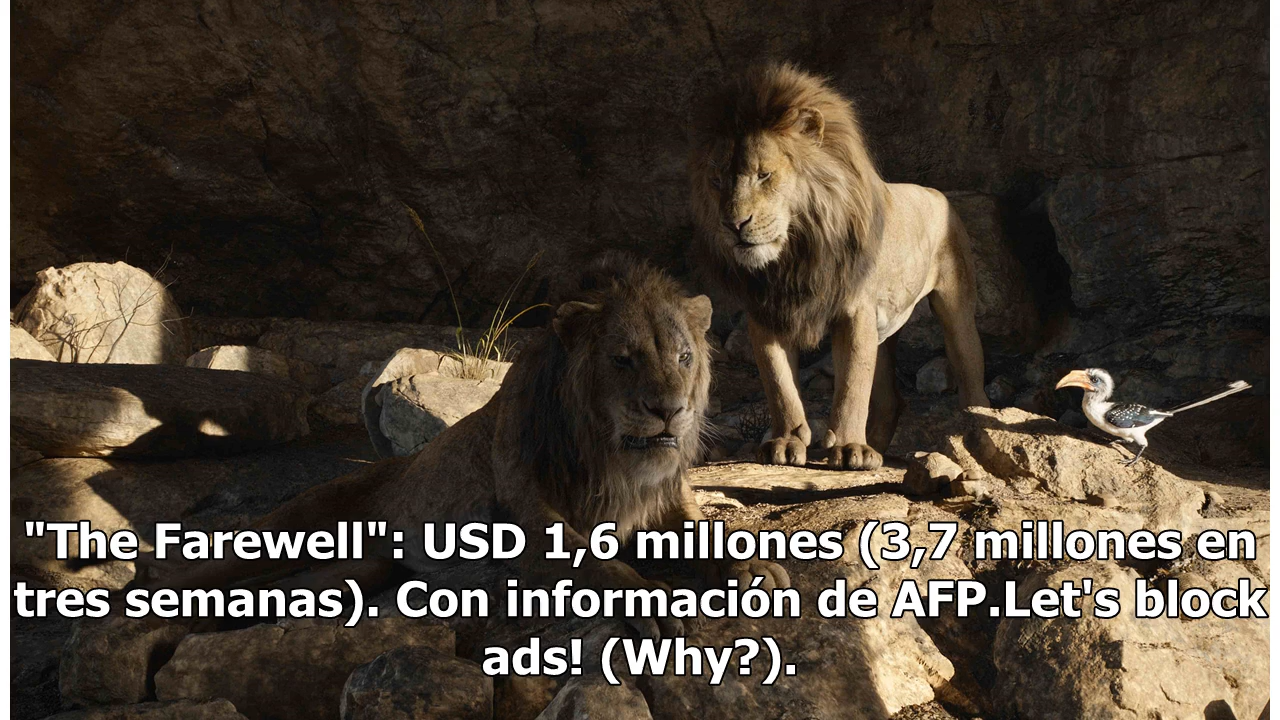 "The Farewell": USD 1,6 millones (3,7 millones en
tres semanas). Con información de AFP.Let's block
ads! (Why?).